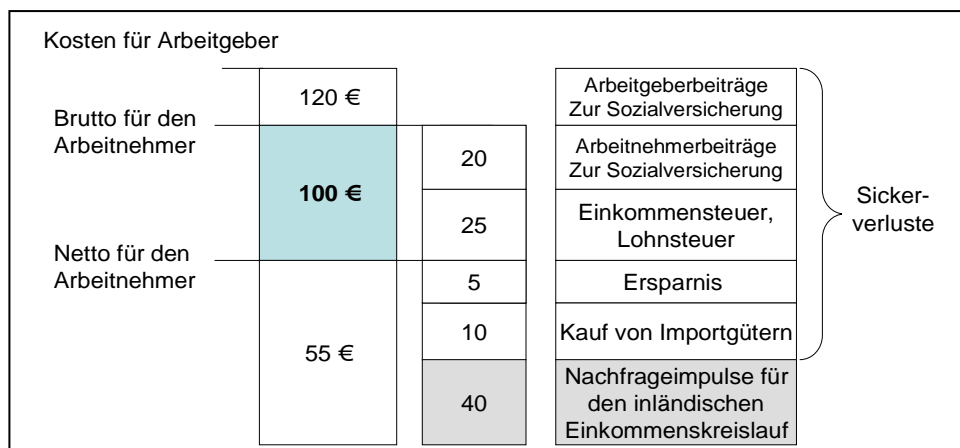 Kosten für Arbeitgeber
120 €
Arbeitgeberbeiträge
Zur Sozialversicherung
Brutto für den
Arbeitnehmer
20
Arbeitnehmerbeiträge
Zur Sozialversicherung
100 €
25
Einkommensteuer,
Lohnsteuer
Sicker-
verluste
Netto für den
Arbeitnehmer
5
Ersparnis
55 €
10
Kauf von Importgütern
40
Nachfrageimpulse für
den inländischen
Einkommenskreislauf